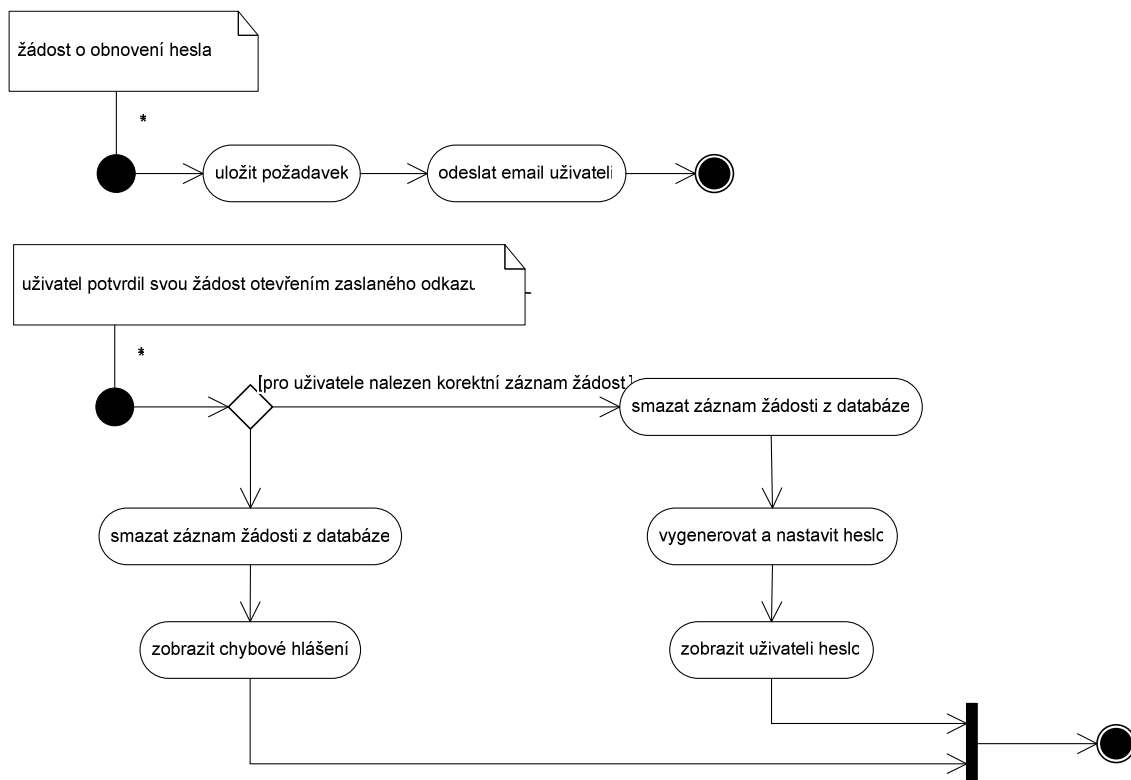 žádost o obnovení hesla
*
uložit požadavek
odeslat email uživateli
uživatel potvrdil svou žádost otevřením zaslaného odkazu
*
[pro uživatele nalezen korektní záznam žádost]
smazat záznam žádosti z databáze
smazat záznam žádosti z databáze
vygenerovat a nastavit heslo
zobrazit chybové hlášení
zobrazit uživateli heslo